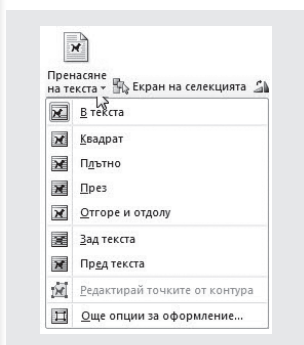 Пренасяне
на текста Екран на селекцията
В текста
Квадрат
Плътно
През
Отгоре и отдолу
Зад текста
Пред текста
Редактирай точките от контура
Още опции за оформление...